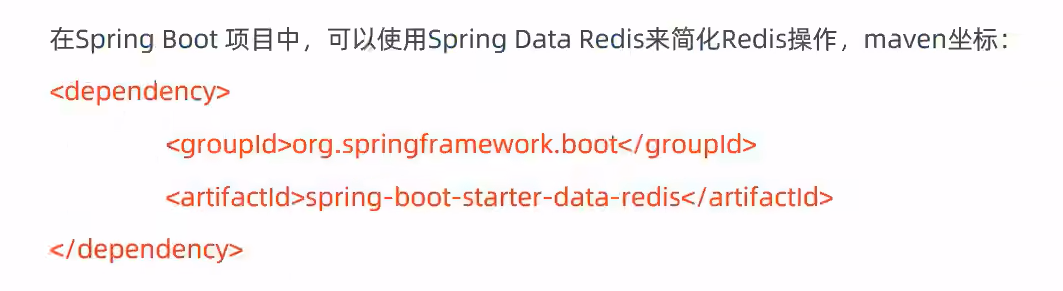 在Spring Boot 项目中，可以使用Spring Data Redis来简化Redis操作，maven坐标：
<dependency>
<groupId>org.springframework.boot</groupId>
<artifactId>spring-boot-starter-data-redis</artifactId>
</dependency>